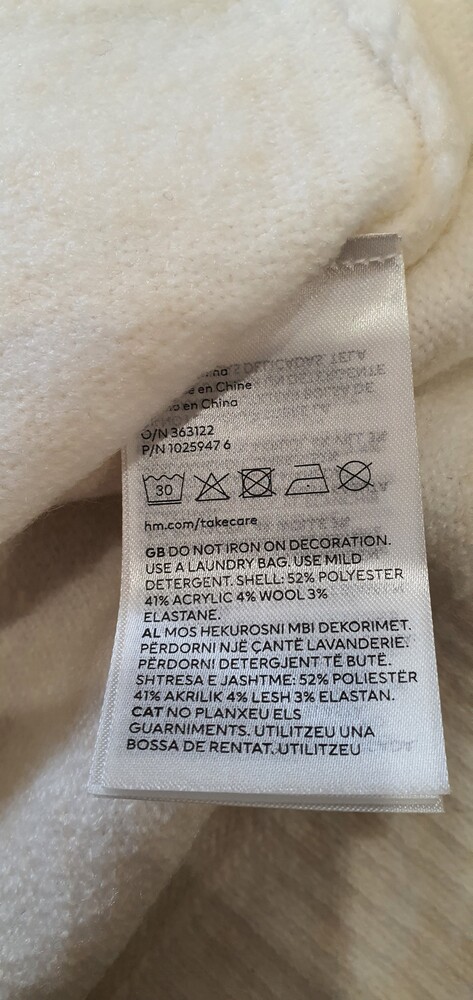 en Chine
en China
O/N 363122
P/N 1025947 6
30
hm.com/takecare
GB DO NOT IRON ON DECORATION.
USE A LAUNDRY BAG. USE MILD
DETERGENT. SHELL: 52% POLYESTER
41% ACRYLIC 4% WOOL 3%
ELASTANE.
AL MOS HEKUROSNI MBI DEKORIMET.
PËRDORNI NJË ÇANTË LAVANDERIE.
PËRDORNI DETERGJENT TË BUTË.
SHTRESA E JASHTME: 52% POLIESTËR
41% AKRILIK 4% LESH 3% ELASTAN.
CAT NO PLANXEU ELS
GUARNIMENTS. UTILITZEU UNA
BOSSA DE RENTAT. UTILITZEU